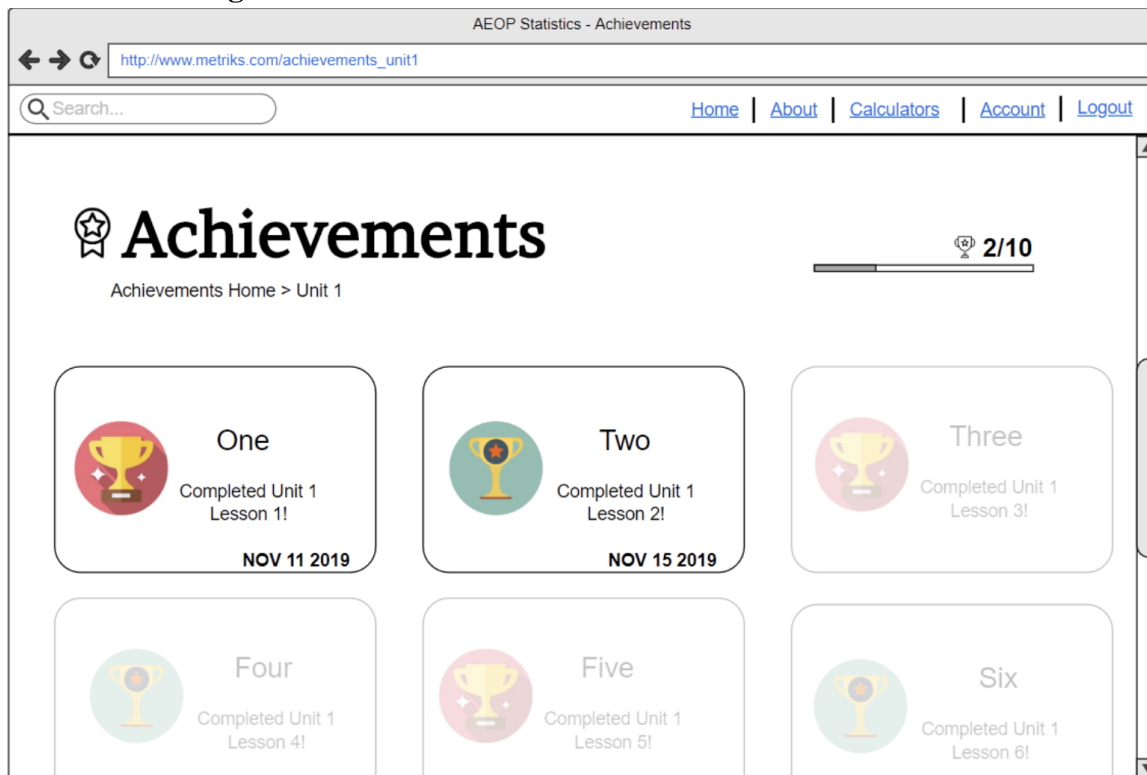 AEOP Statistics - Achievements
http://www.metriks.com/achievements_unit1
Search...
Home
About
Calculators
Account
Logout
Achievements
2/10
Achievements Home > Unit 1
One
Completed Unit 1
Lesson 1!
NOV 11 2019
Two
Completed Unit 1
Lesson 2!
NOV 15 2019
Three
Completed Unit 1
Lesson 3!
Four
Completed Unit 1
Lesson 4!
Five
Completed Unit 1
Lesson 5!
Six
Completed Unit 1
Lesson 6!